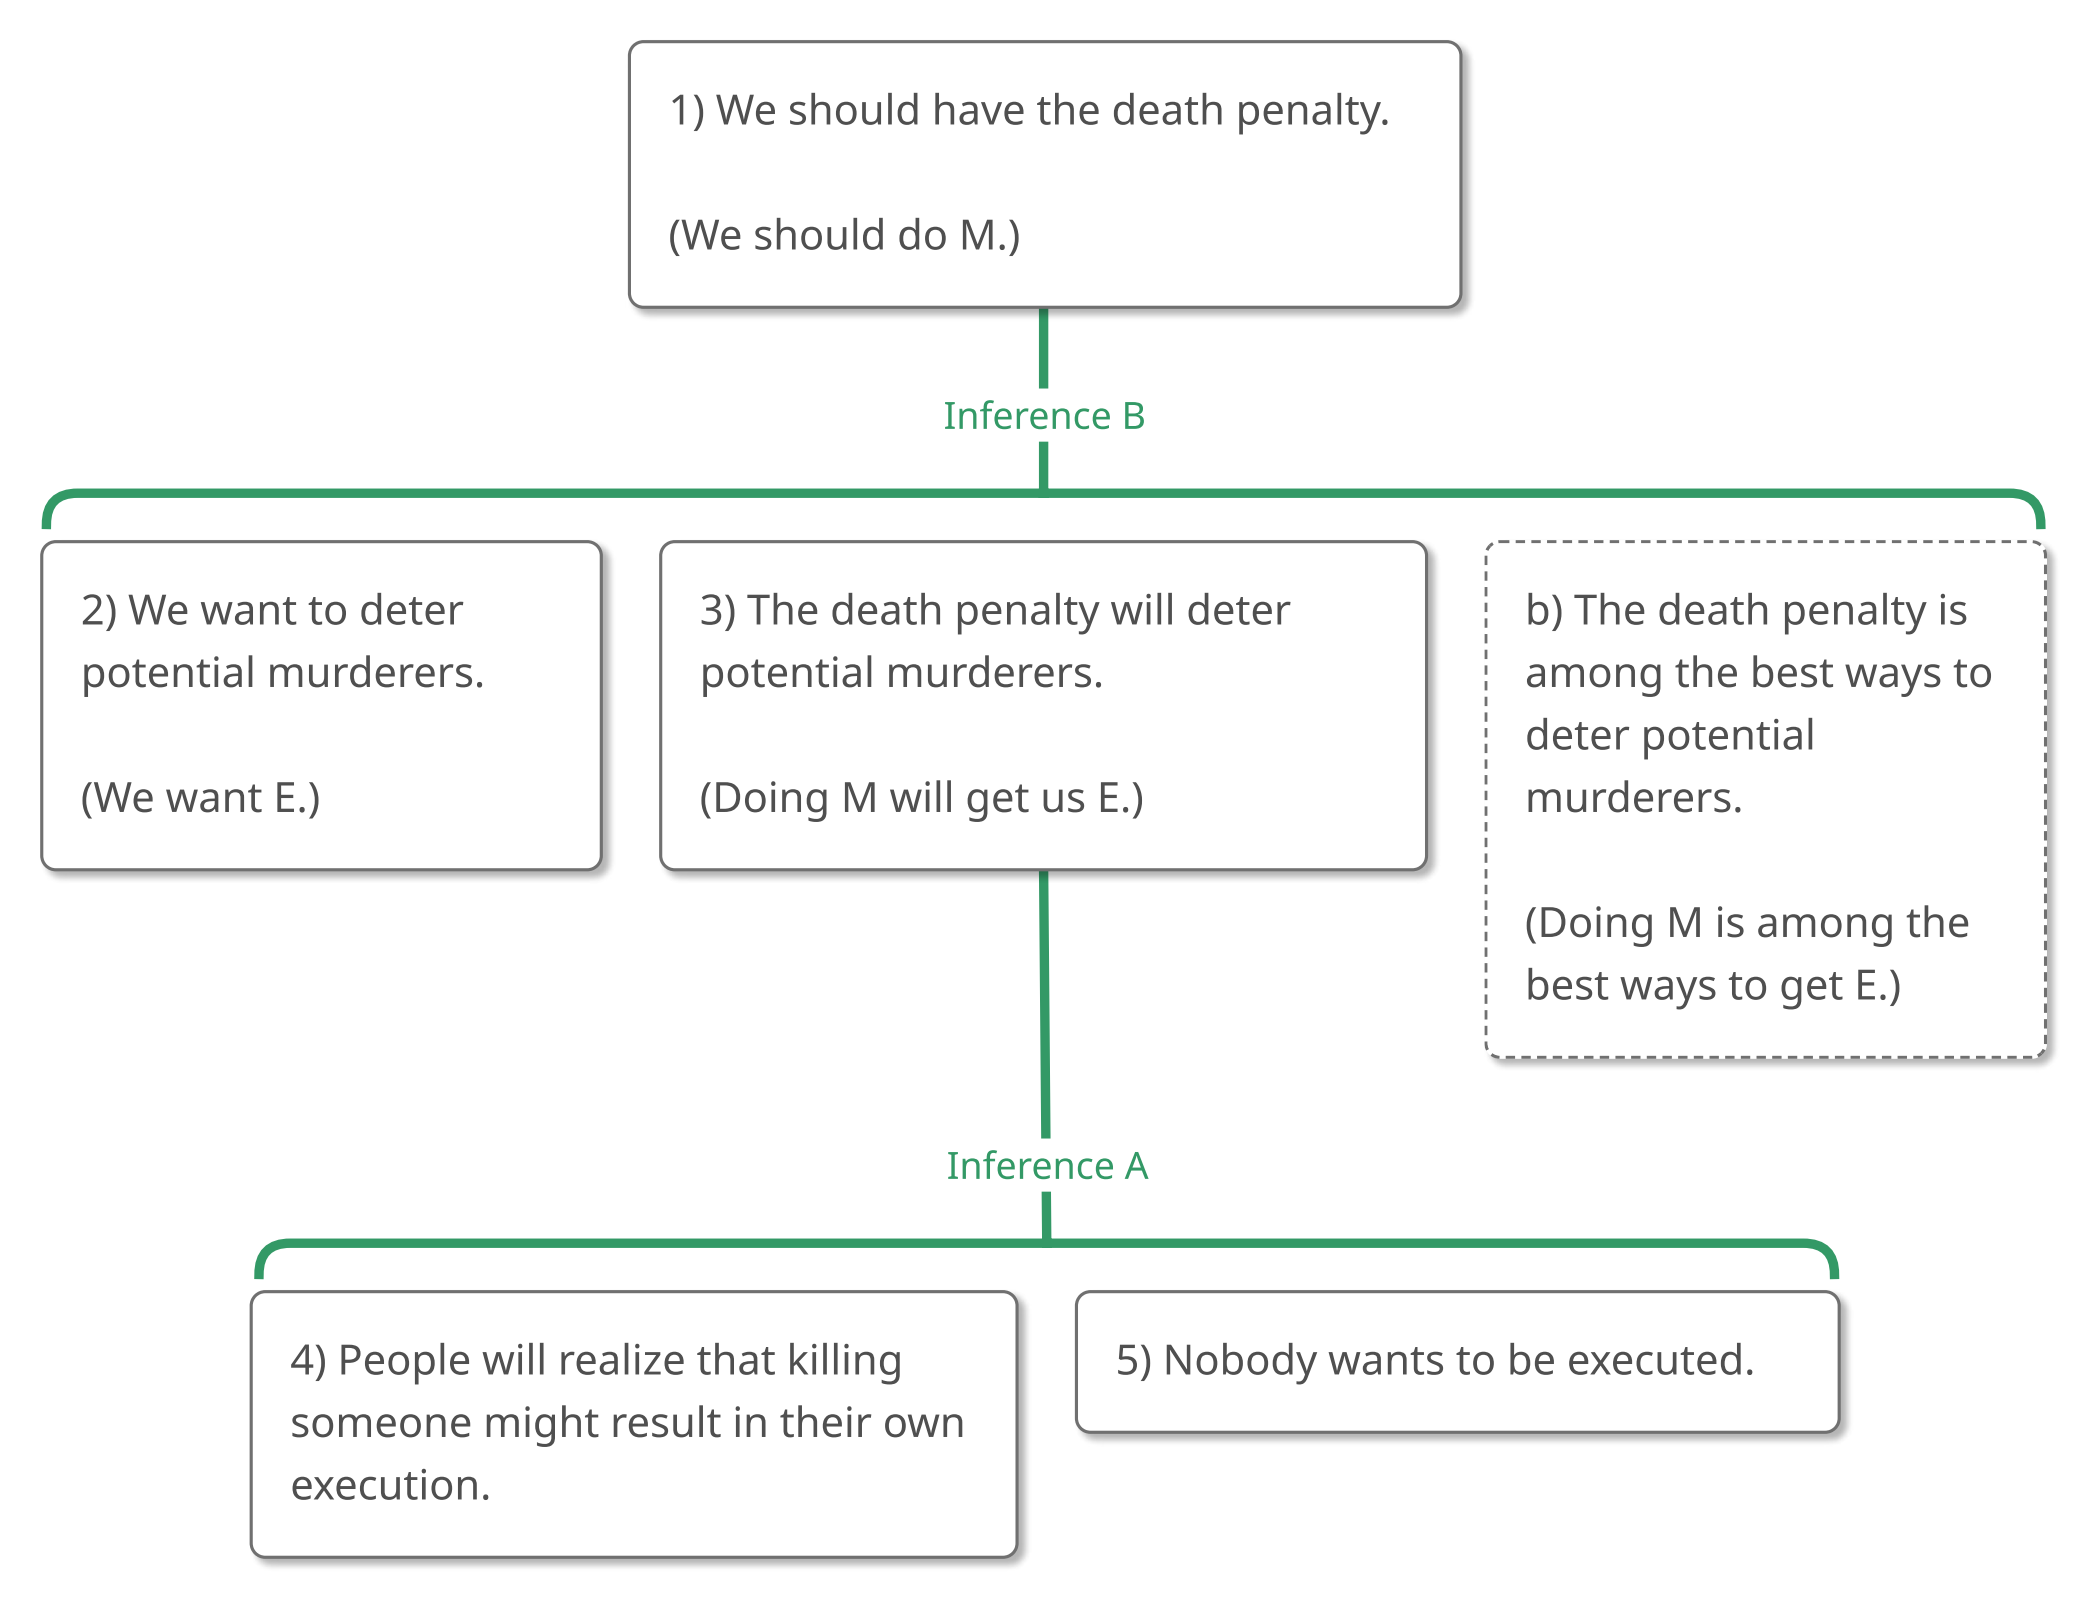 1) We should have the death penalty.
(We should do M.)
Inference B
2) We want to deter
potential murderers.
(We want E.)
3) The death penalty will deter
potential murderers.
(Doing M will get us E.)
b) The death penalty is
among the best ways to
deter potential
murderers.
(Doing M is among the
best ways to get E.)
Inference A
4) People will realize that killing
someone might result in their own
execution.
5) Nobody wants to be executed.